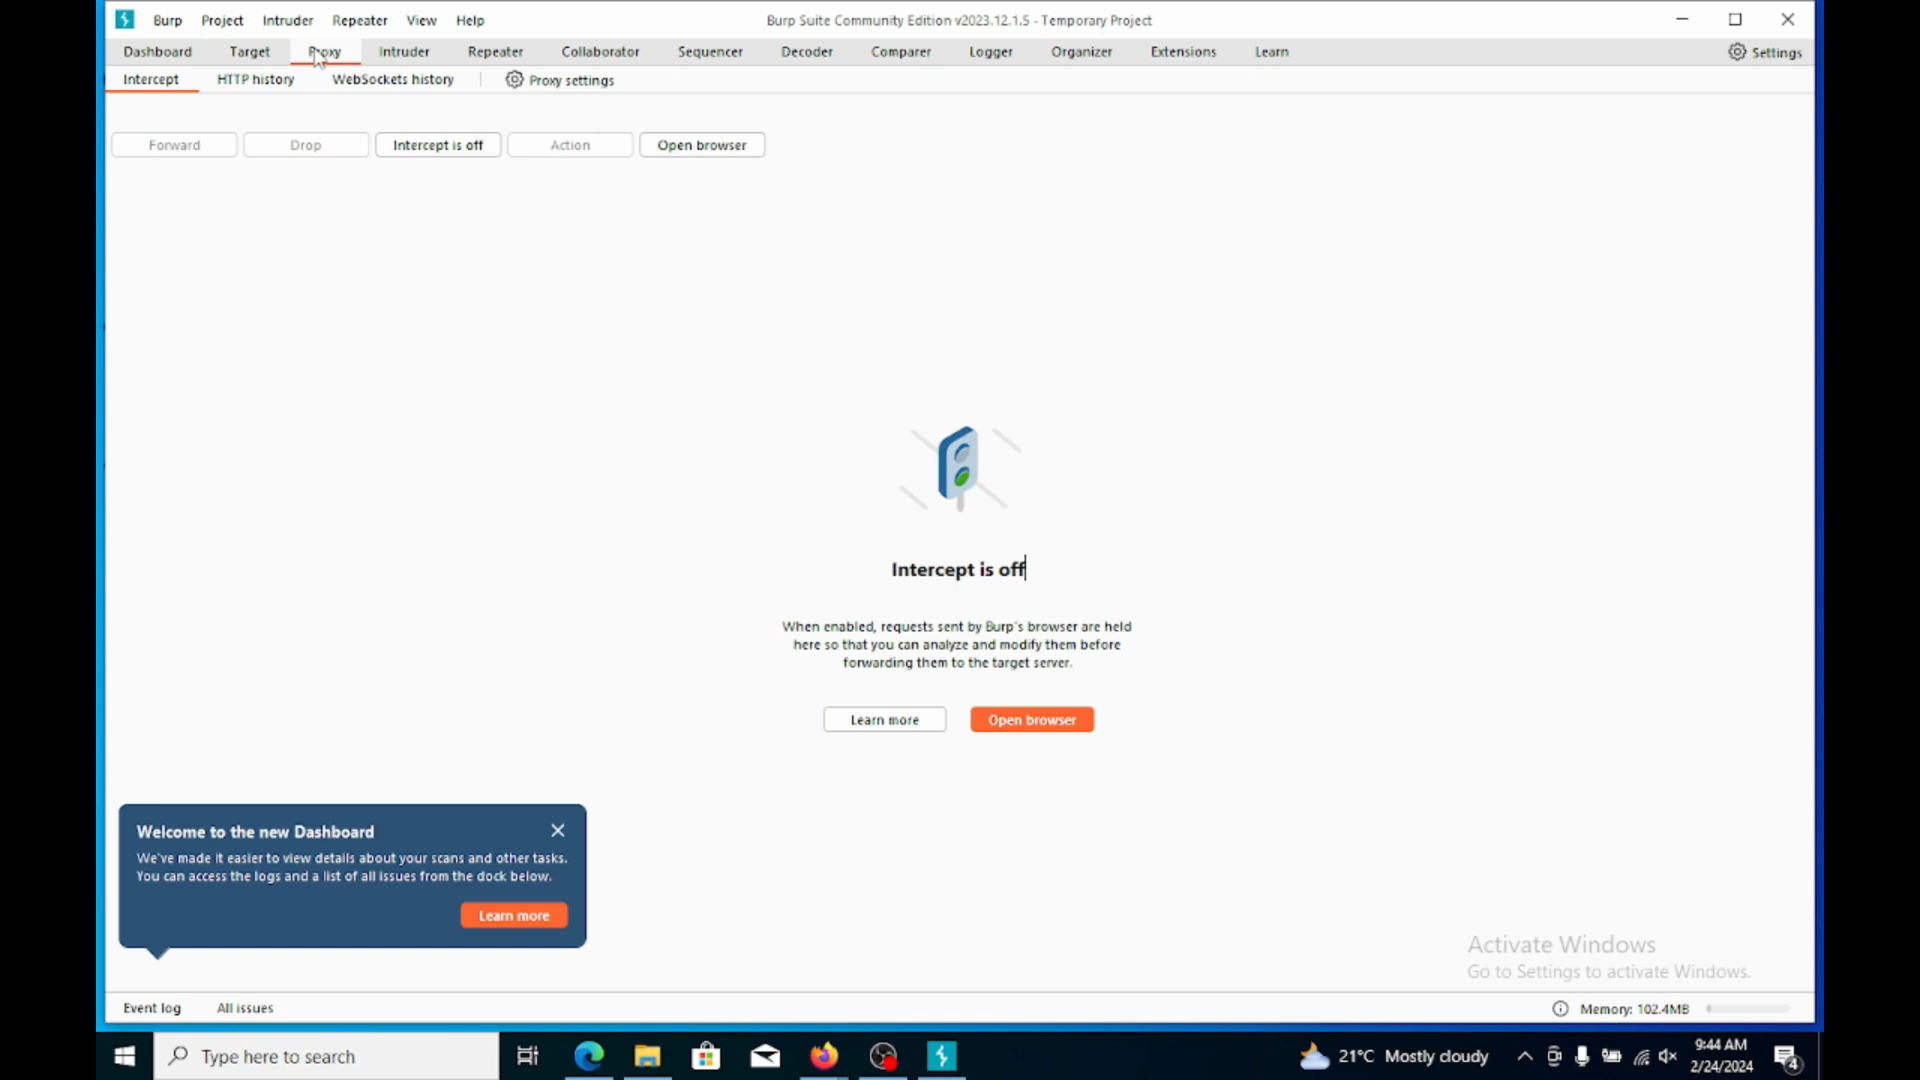 Burp Project Intruder Repeater View Help Burp Suite Community Edition v2023.12.1.5 - Temporary Project
Dashboard Target Proxy Intruder Repeater Collaborator Sequencer Decoder Comparer Logger Organizer Extensions Learn Settings
Intercept HTTP history WebSockets history Proxy settings
Forward Drop Intercept is off Action Open browser
Intercept is off
When enabled, requests sent by Burp's browser are held
here so that you can analyze and modify them before
forwarding them to the target server.
Learn more Open browser
Welcome to the new Dashboard
We've made it easier to view details about your scans and other tasks.
You can access the logs and a list of all issues from the dock below.
Learn more
Activate Windows
Go to Settings to activate Windows.
Event log All issues Memory: 102.4MB
Type here to search 21°C Mostly cloudy 9:44 AM
2/24/2024 4